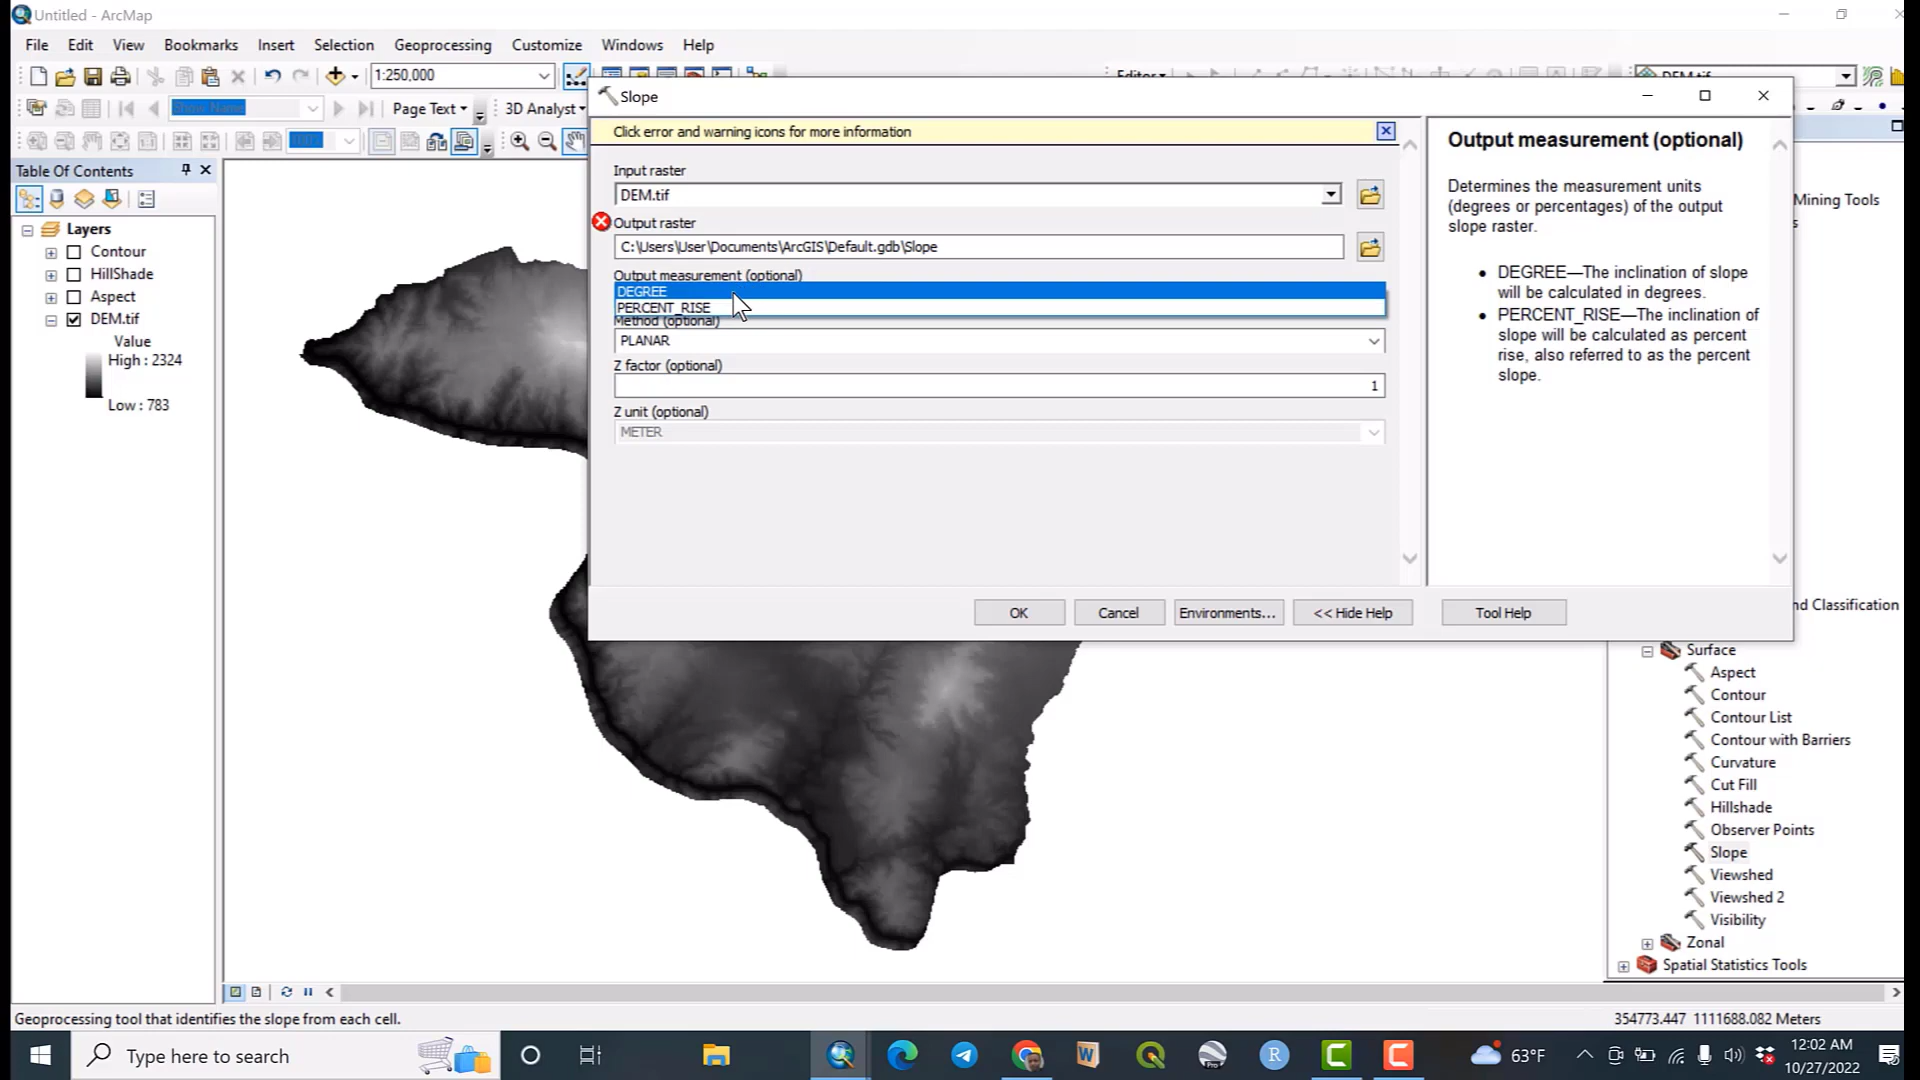 Untitled - ArcMap
File Edit View Bookmarks Insert Selection Geoprocessing Customize Windows Help
1:250,000
Page Text
3D Analyst
Slope
Click error and warning icons for more information
Input raster
DEM.tif
Output raster
C:\Users\User\Documents\ArcGIS\Default.gdb\Slope
Output measurement (optional)
DEGREE
PERCENT_RISE
Method (optional)
PLANAR
Z factor (optional)
1
Z unit (optional)
METER
OK Cancel Environments... << Hide Help Tool Help
Output measurement (optional)
Determines the measurement units
(degrees or percentages) of the output
slope raster.
• DEGREE—The inclination of slope
will be calculated in degrees.
• PERCENT_RISE—The inclination of
slope will be calculated as percent
rise, also referred to as the percent
slope.
Table Of Contents
Layers
Contour
HillShade
Aspect
DEM.tif
Value
High : 2324
Low : 783
Mining Tools
nd Classification
Surface
Aspect
Contour
Contour List
Contour with Barriers
Curvature
Cut Fill
Hillshade
Observer Points
Slope
Viewshed
Viewshed 2
Visibility
Zonal
Spatial Statistics Tools
Geoprocessing tool that identifies the slope from each cell.
354773.447 1111688.082 Meters
Type here to search
63°F
12:02 AM
10/27/2022